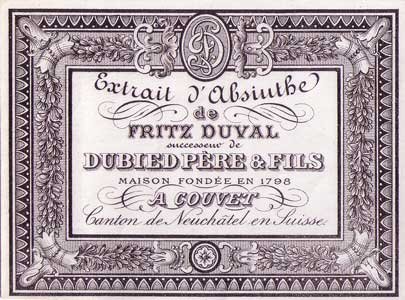 Extrait d'Absinthe
de
FRITZ DUVAL
successeur de
DUBIED PÈRE & FILS
MAISON FONDÉE EN 1798
A COUVET
Canton de Neuchâtel en Suisse.